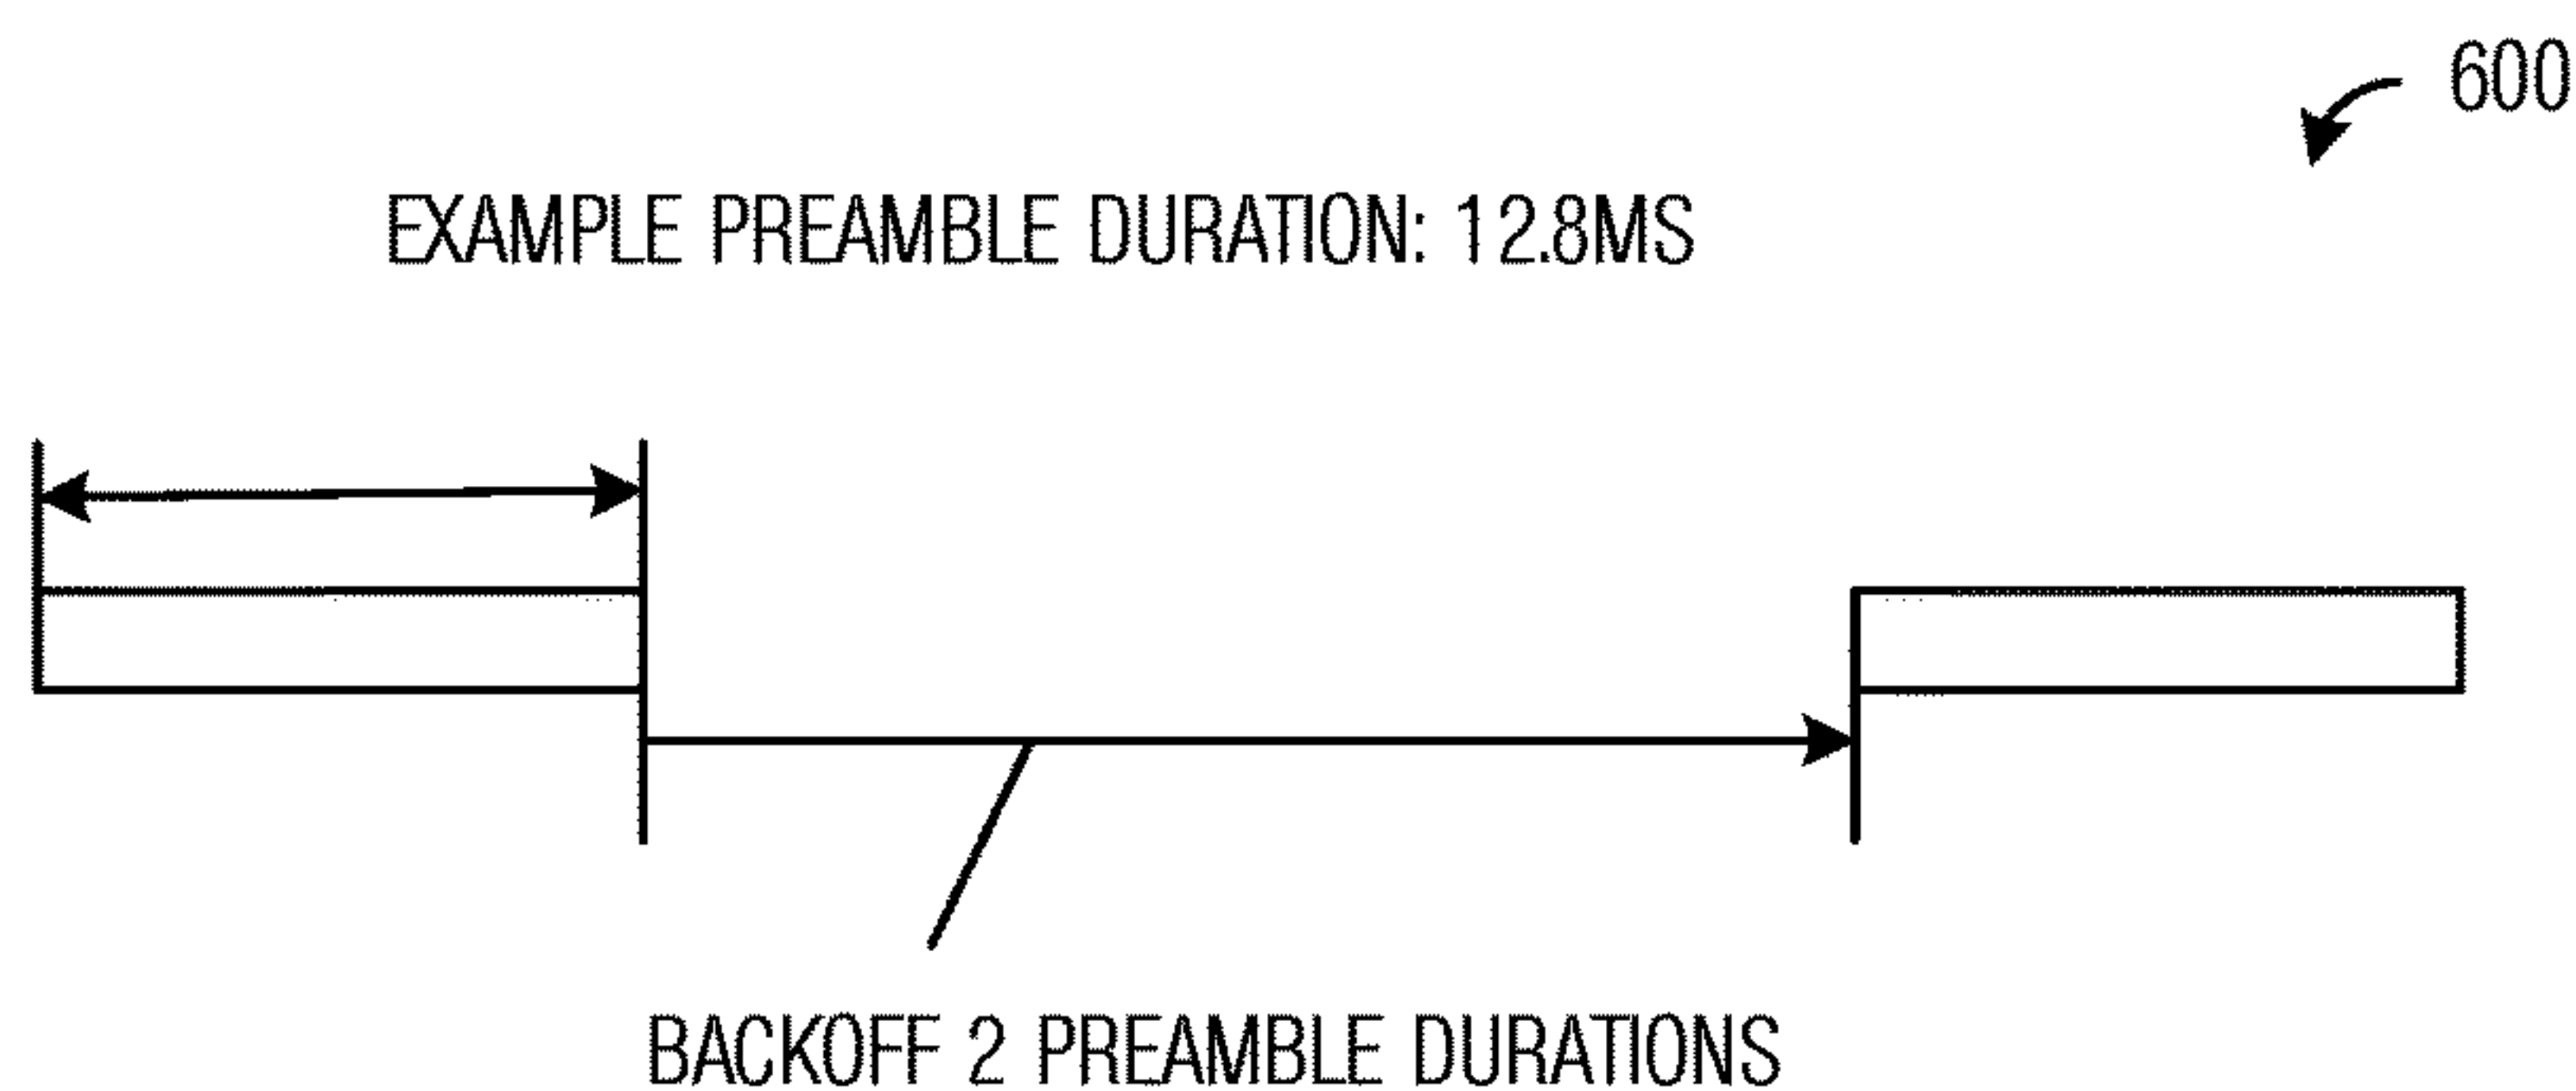 600
EXAMPLE PREAMBLE DURATION: 12.8MS
BACKOFF 2 PREAMBLE DURATIONS